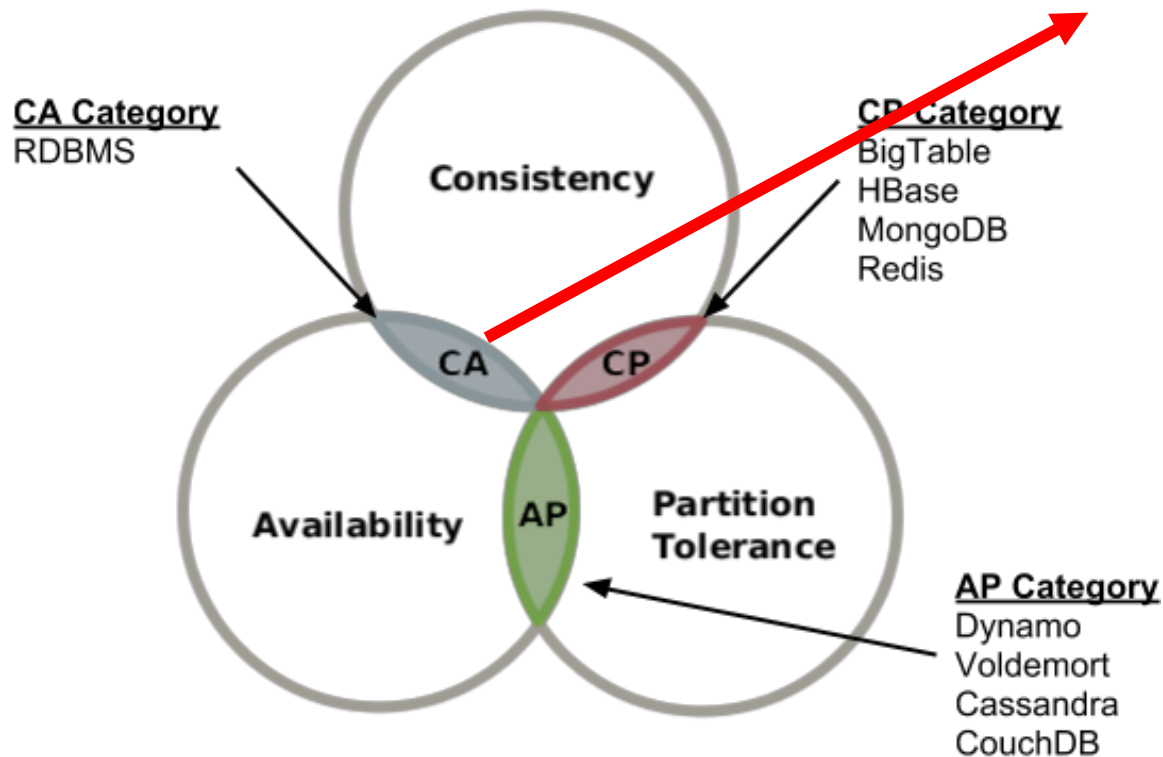 CA Category
RDBMS
Consistency
CP Category
BigTable
HBase
MongoDB
Redis
CA
CP
Availability
AP
Partition
Tolerance
AP Category
Dynamo
Voldemort
Cassandra
CouchDB